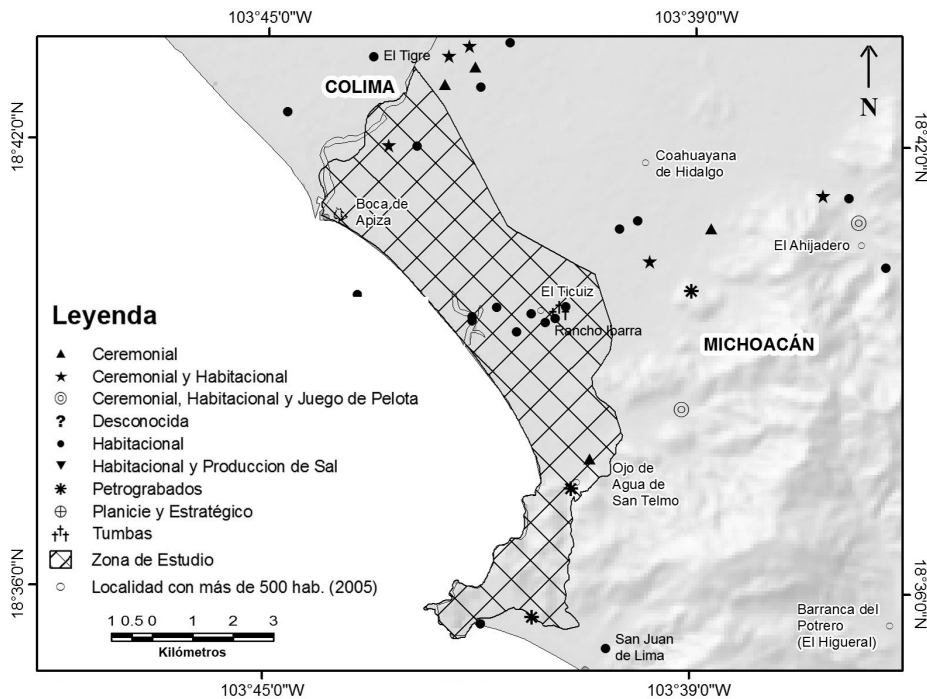 103°45'0"W
103°39'0"W
El Tigre
COLIMA
N
18°42'0"N
18°42'0"N
Coahuayana
de Hidalgo
Boca de
Apiza
El Ahijadero
El Ticuiz
Rancho Ibarra
MICHOACÁN
Leyenda
Ceremonial
Ceremonial y Habitacional
Ceremonial, Habitacional y Juego de Pelota
? Desconocida
Habitacional
Habitacional y Produccion de Sal
Petrograbados
Planicie y Estratégico
Tumbas
Zona de Estudio
Localidad con más de 500 hab. (2005)
Ojo de
Agua de
San Telmo
18°36'0"N
18°36'0"N
1 0.5 0 1 2 3
Kilómetros
Barranca del
Potrero
(El Higueral)
San Juan
de Lima
103°45'0"W
103°39'0"W